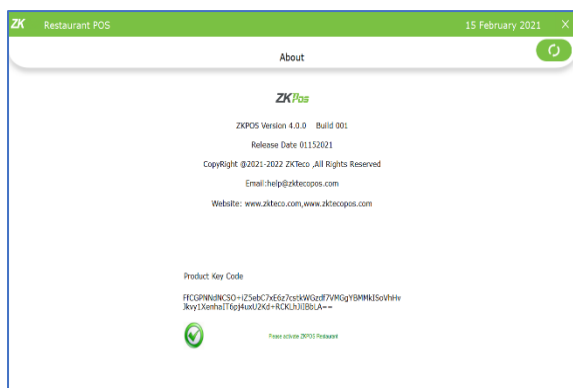 ZK Restaurant POS 15 February 2021 X
About
ZKPos
ZKPOS Version 4.0.0 Build 001
Release Date 01152021
CopyRight @2021-2022 ZKTeco ,All Rights Reserved
Email:help@zktecopos.com
Website: www.zkteco.com,www.zktecopos.com
Product Key Code
Please activate ZKPOS Restaurant